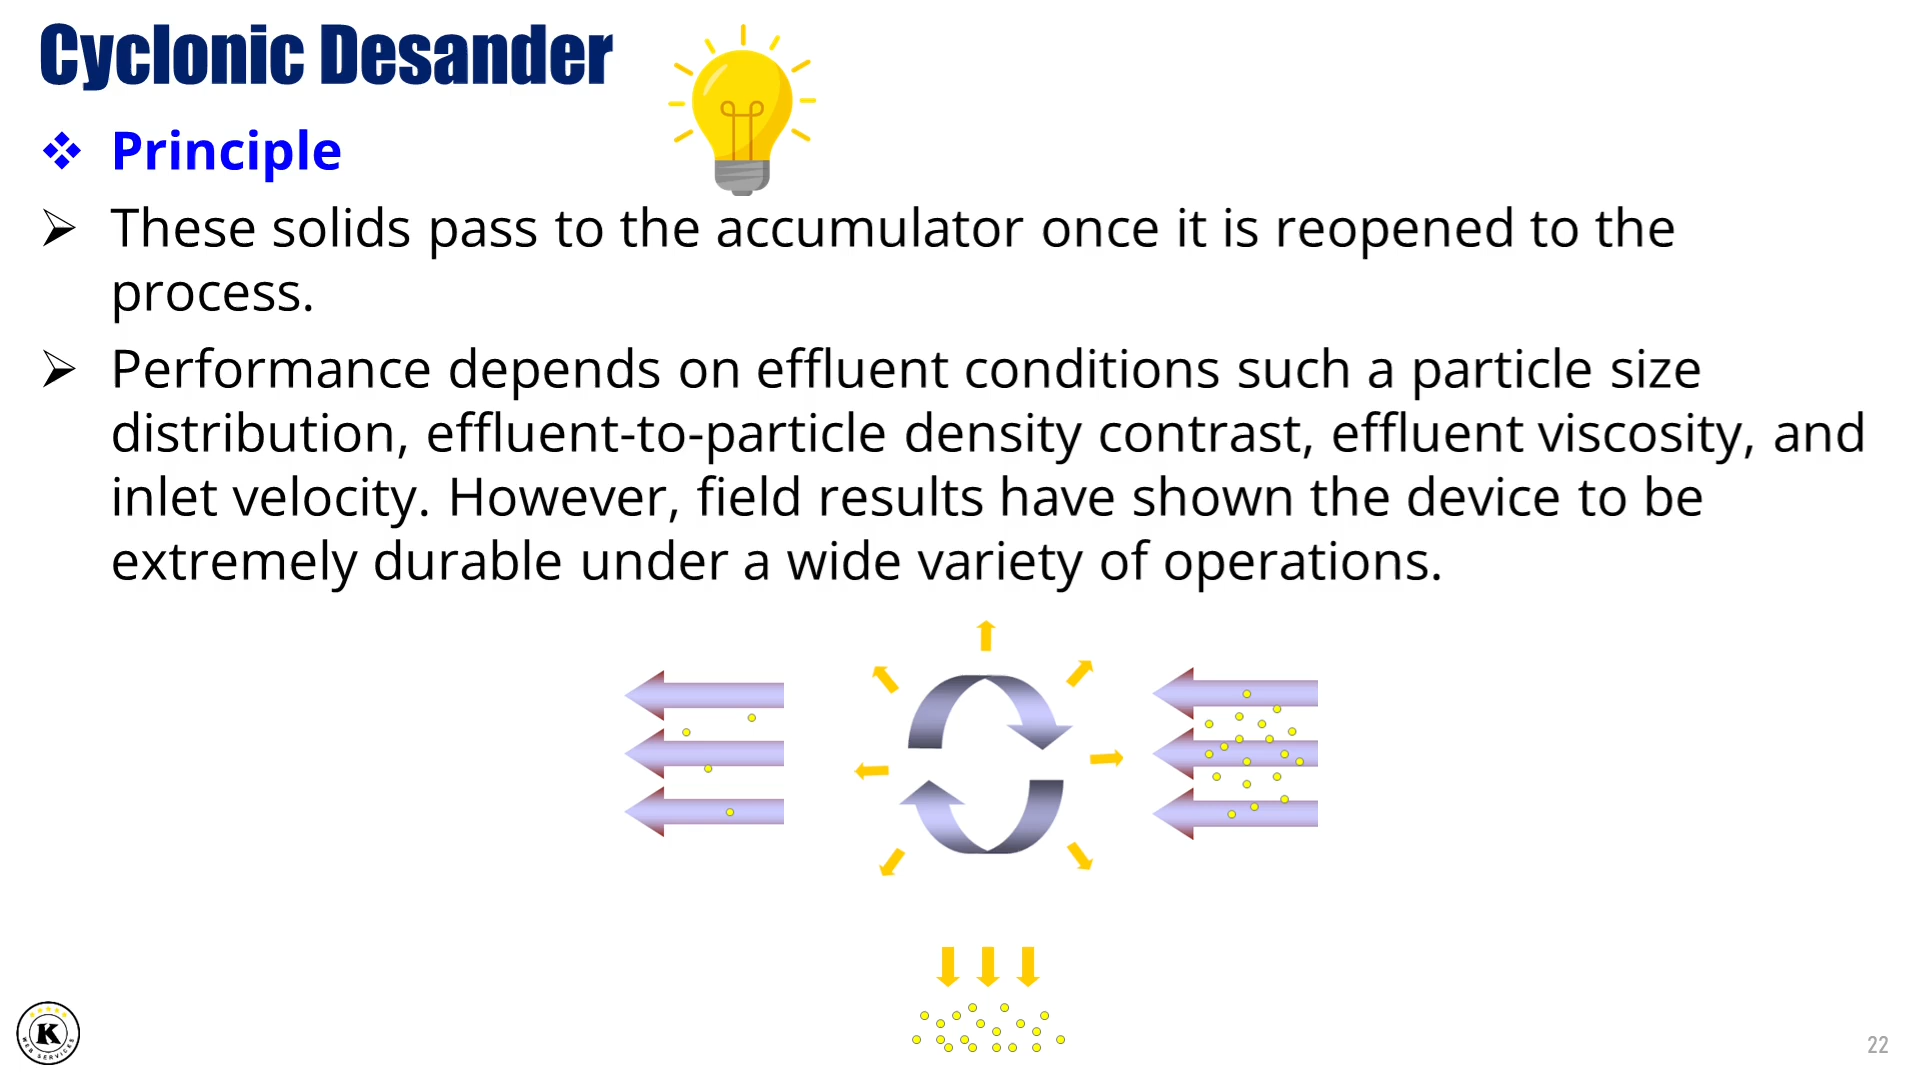 Cyclonic Desander
Principle
These solids pass to the accumulator once it is reopened to the
process.
Performance depends on effluent conditions such a particle size
distribution, effluent-to-particle density contrast, effluent viscosity, and
inlet velocity. However, field results have shown the device to be
extremely durable under a wide variety of operations.
K
WEB SERVICES
22